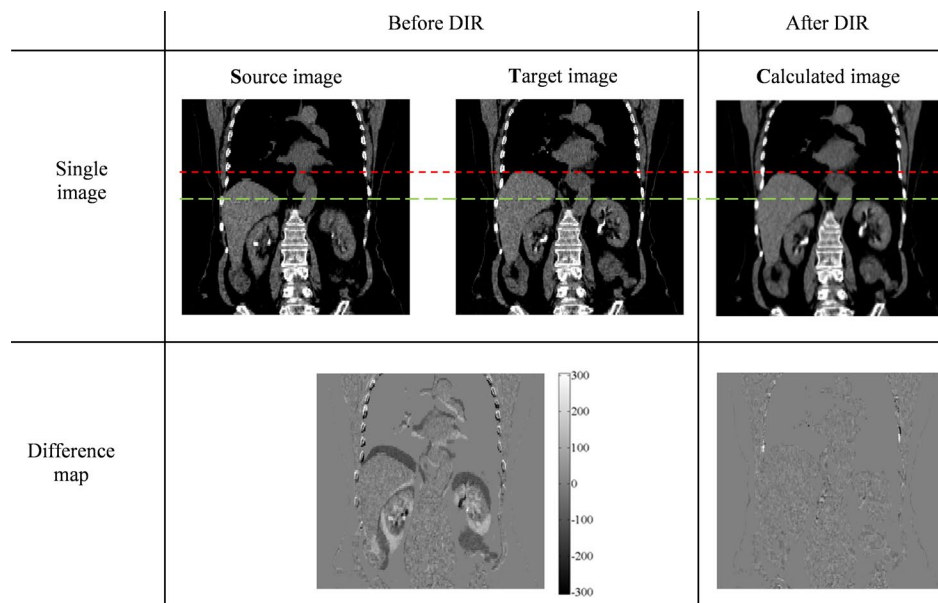 Before DIR
After DIR
Source image
Target image
Calculated image
Single
image
Difference
map
300
200
100
0
-100
-200
-300